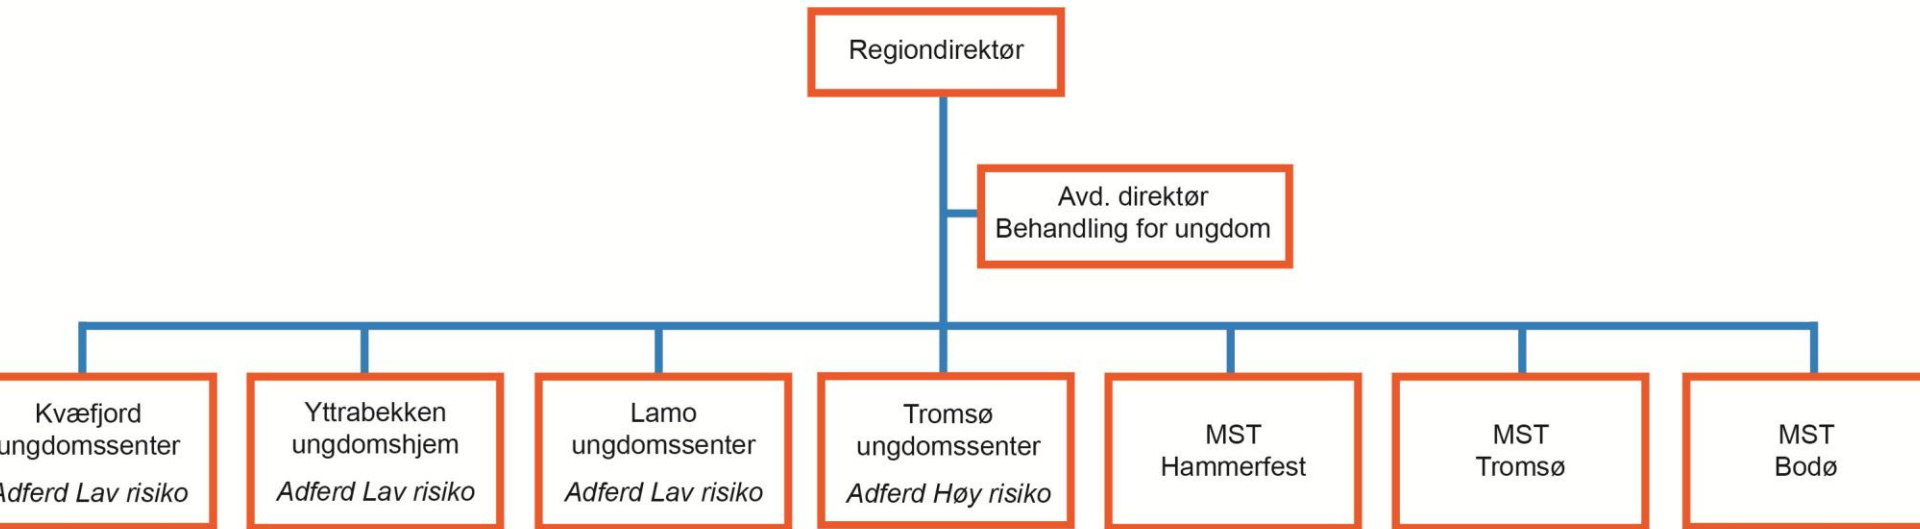 Regiondirektør
Avd. direktør
Behandling for ungdom
Kvæfjord
ungdomssenter
Adferd Lav risiko
Yttrabekken
ungdomshjem
Adferd Lav risiko
Lamo
ungdomssenter
Adferd Lav risiko
Tromsø
ungdomssenter
Adferd Høy risiko
MST
Hammerfest
MST
Tromsø
MST
Bodø